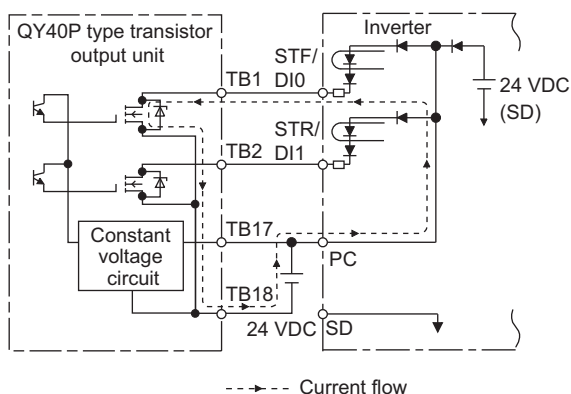 QY40P type transistor
output unit
Inverter
STF/
DI0
TB1
24 VDC
(SD)
STR/
DI1
TB2
Constant
voltage
circuit
TB17
PC
TB18
24 VDC
SD
Current flow